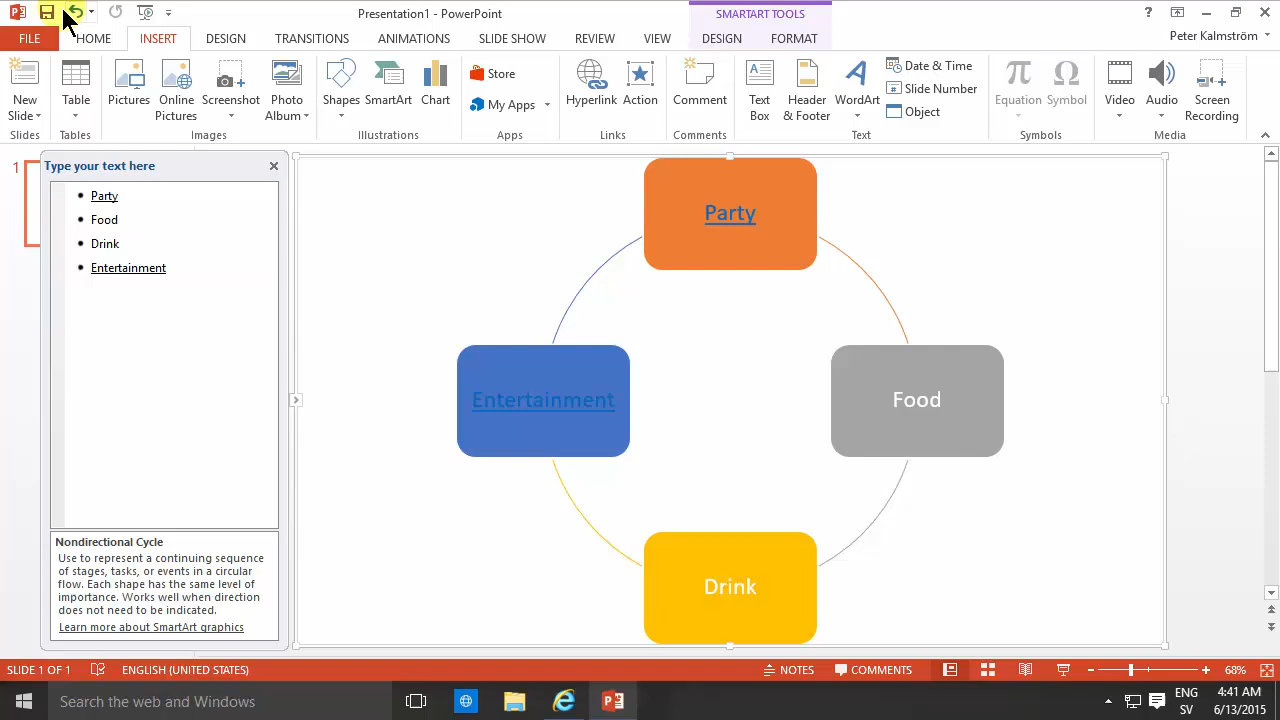 Presentation1 - PowerPoint
SMARTART TOOLS
?
FILE HOME INSERT DESIGN TRANSITIONS ANIMATIONS SLIDE SHOW REVIEW VIEW DESIGN FORMAT
Peter Kalmström
New Slide
Slides
Table
Tables
Pictures
Online Pictures
Screenshot
Photo Album
Images
Shapes
SmartArt
Chart
Illustrations
Store
My Apps
Apps
Hyperlink
Action
Links
Comment
Comments
Text Box
Header & Footer
WordArt
Date & Time
Slide Number
Object
Text
Equation
Symbol
Symbols
Video
Audio
Screen Recording
Media
1
Type your text here
Party
Food
Drink
Entertainment
Nondirectional Cycle
Use to represent a continuing sequence
of stages, tasks, or events in a circular
flow. Each shape has the same level of
importance. Works well when direction
does not need to be indicated.
Learn more about SmartArt graphics
Party
Entertainment
Food
Drink
SLIDE 1 OF 1 ENGLISH (UNITED STATES) NOTES COMMENTS 68%
Search the web and Windows
ENG
SV
4:41 AM
6/13/2015